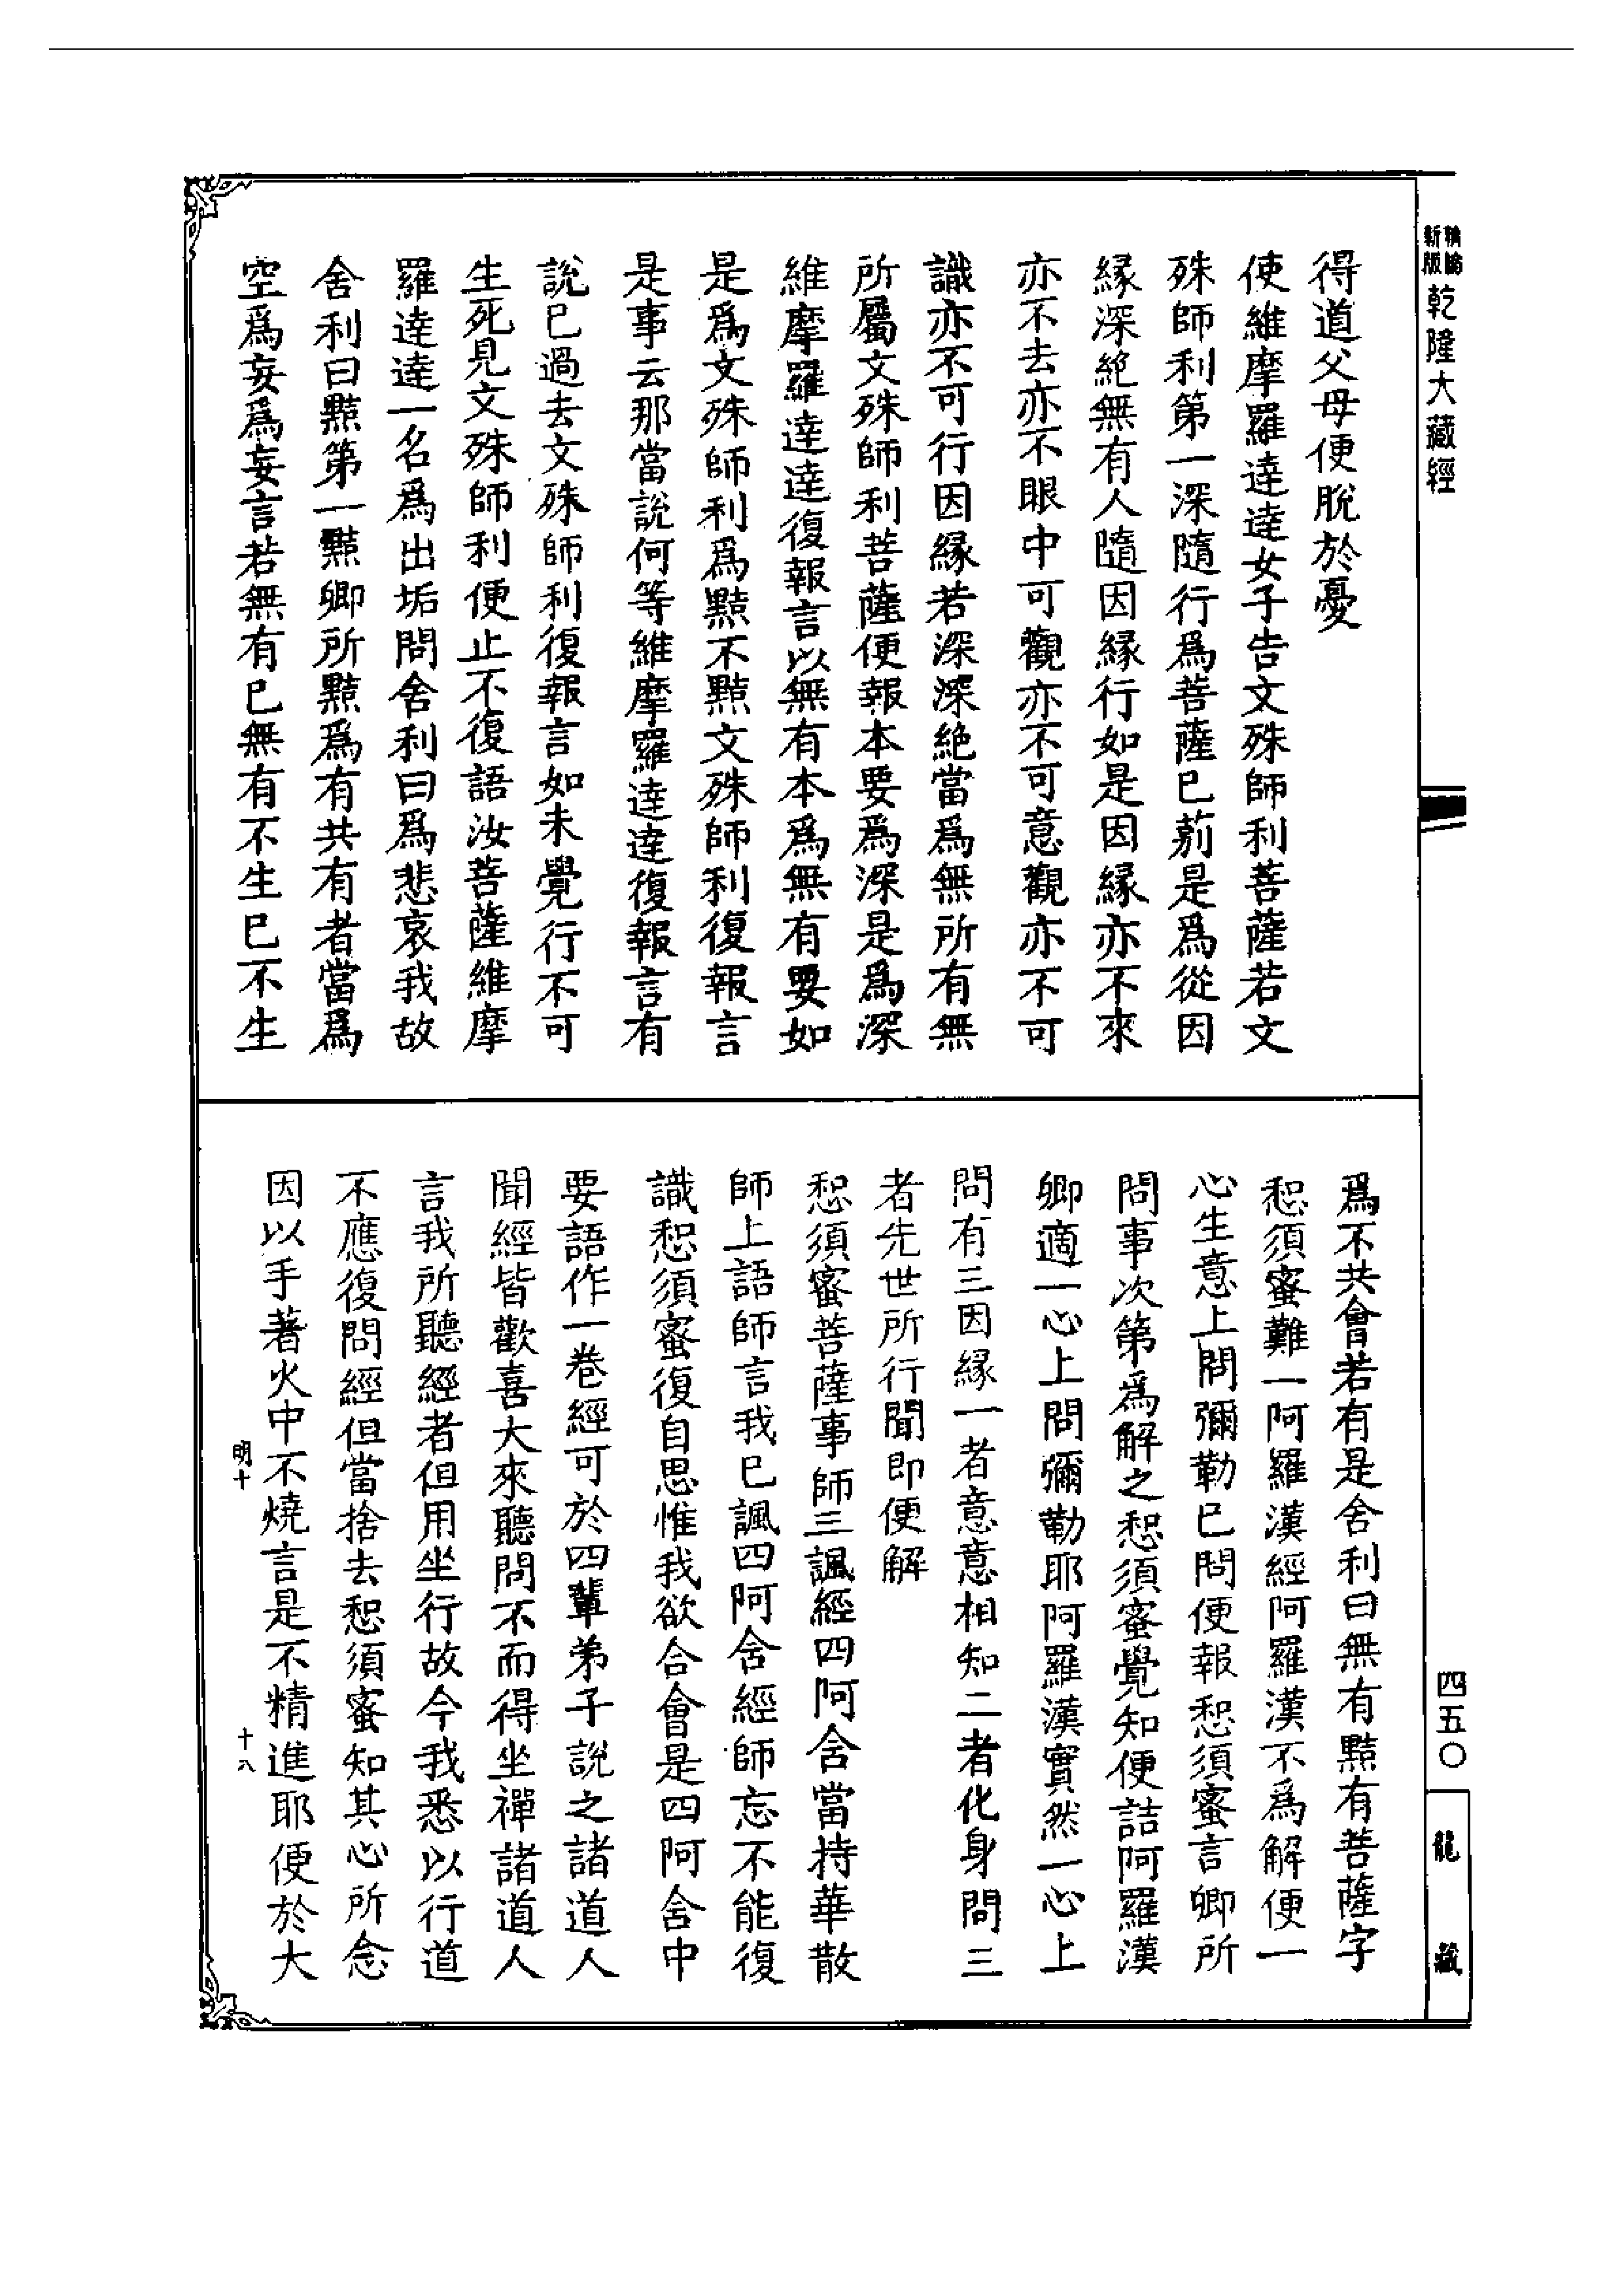 乾隆大藏經
得道父母便脫於憂
使維摩羅達達女子告文殊師利菩薩若文
殊師利第一深隨行爲菩薩已莂是爲從因
緣深絕無有人隨因緣行如是因緣亦不來
亦不去亦不眼中可觀亦不可意觀亦不可
識亦不可行因緣若深深絕當爲無所有無
所屬文殊師利菩薩便報本要爲深是爲深
維摩羅達達復報言以無有本爲無有要如
是爲文殊師利爲黠不黠文殊師利復報言
是事云那當說何等維摩羅達達復報言有
說已過去文殊師利復報言如未覺行不可
生死見文殊師利便止不復語汝菩薩維摩
羅達達一名爲出垢問舍利曰爲悲哀我故
舍利曰黠第一黠卿所黠爲有共有者當爲
空爲妄爲妄言若無有已無有不生已不生
爲不共會若有是舍利曰無有黠有菩薩字
惒須蜜難一阿羅漢經阿羅漢不爲解便一
心生意上問彌勒已問便報惒須蜜言卿所
問事次第爲解之惒須蜜覺知便詰阿羅漢
卿適一心上問彌勒耶阿羅漢實然一心上
問有三因緣一者意意相知二者化身問三
者先世所行聞即便解
惒須蜜菩薩事師三諷經四阿含當持華散
師上語師言我已諷四阿含經師忘不能復
識惒須蜜復自思惟我欲合會是四阿含中
要語作一卷經可於四輩弟子說之諸道人
聞經皆歡喜大來聽問不而得坐禪諸道人
言我所聽經者但用坐行故今我悉以行道
不應復問經但當捨去惒須蜜知其心所念
因以手著火中不燒言是不精進耶便於大
明十
十八
四五〇
龍藏